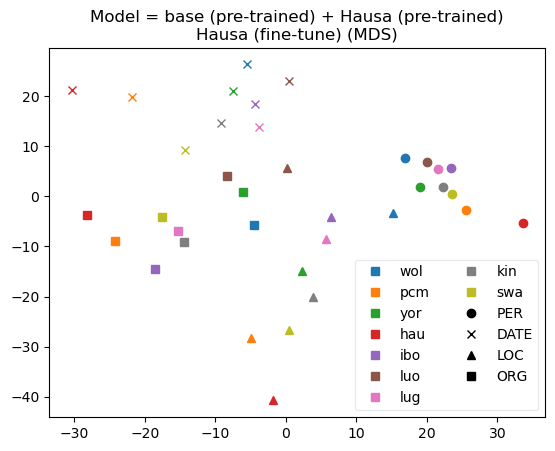 Model = base (pre-trained) + Hausa (pre-trained)
Hausa (fine-tune) (MDS)
20
10
0
−10
−20
−30
−40
−30
−20
−10
0
10
20
30
wol
pcm
yor
hau
ibo
luo
lug
kin
swa
PER
DATE
LOC
ORG